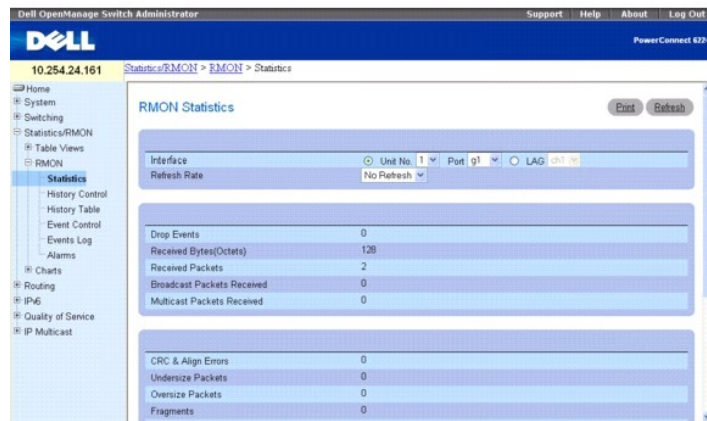 Dell OpenManage Switch Administrator Support Help About Log Out
DELL
PowerConnect 622
10.254.24.161
Statistics/RMON > RMON > Statistics
Home
System
Switching
Statistics/RMON
Table Views
RMON
Statistics
History Control
History Table
Event Control
Events Log
Alarms
Charts
Routing
IPv6
Quality of Service
IP Multicast
RMON Statistics
Print Refresh
Interface Unit No. 1 Port g1 LAG ch1
Refresh Rate No Refresh
Drop Events 0
Received Bytes(Octets) 128
Received Packets 2
Broadcast Packets Received 0
Multicast Packets Received 0
CRC & Align Errors 0
Undersize Packets 0
Oversize Packets 0
Fragments 0